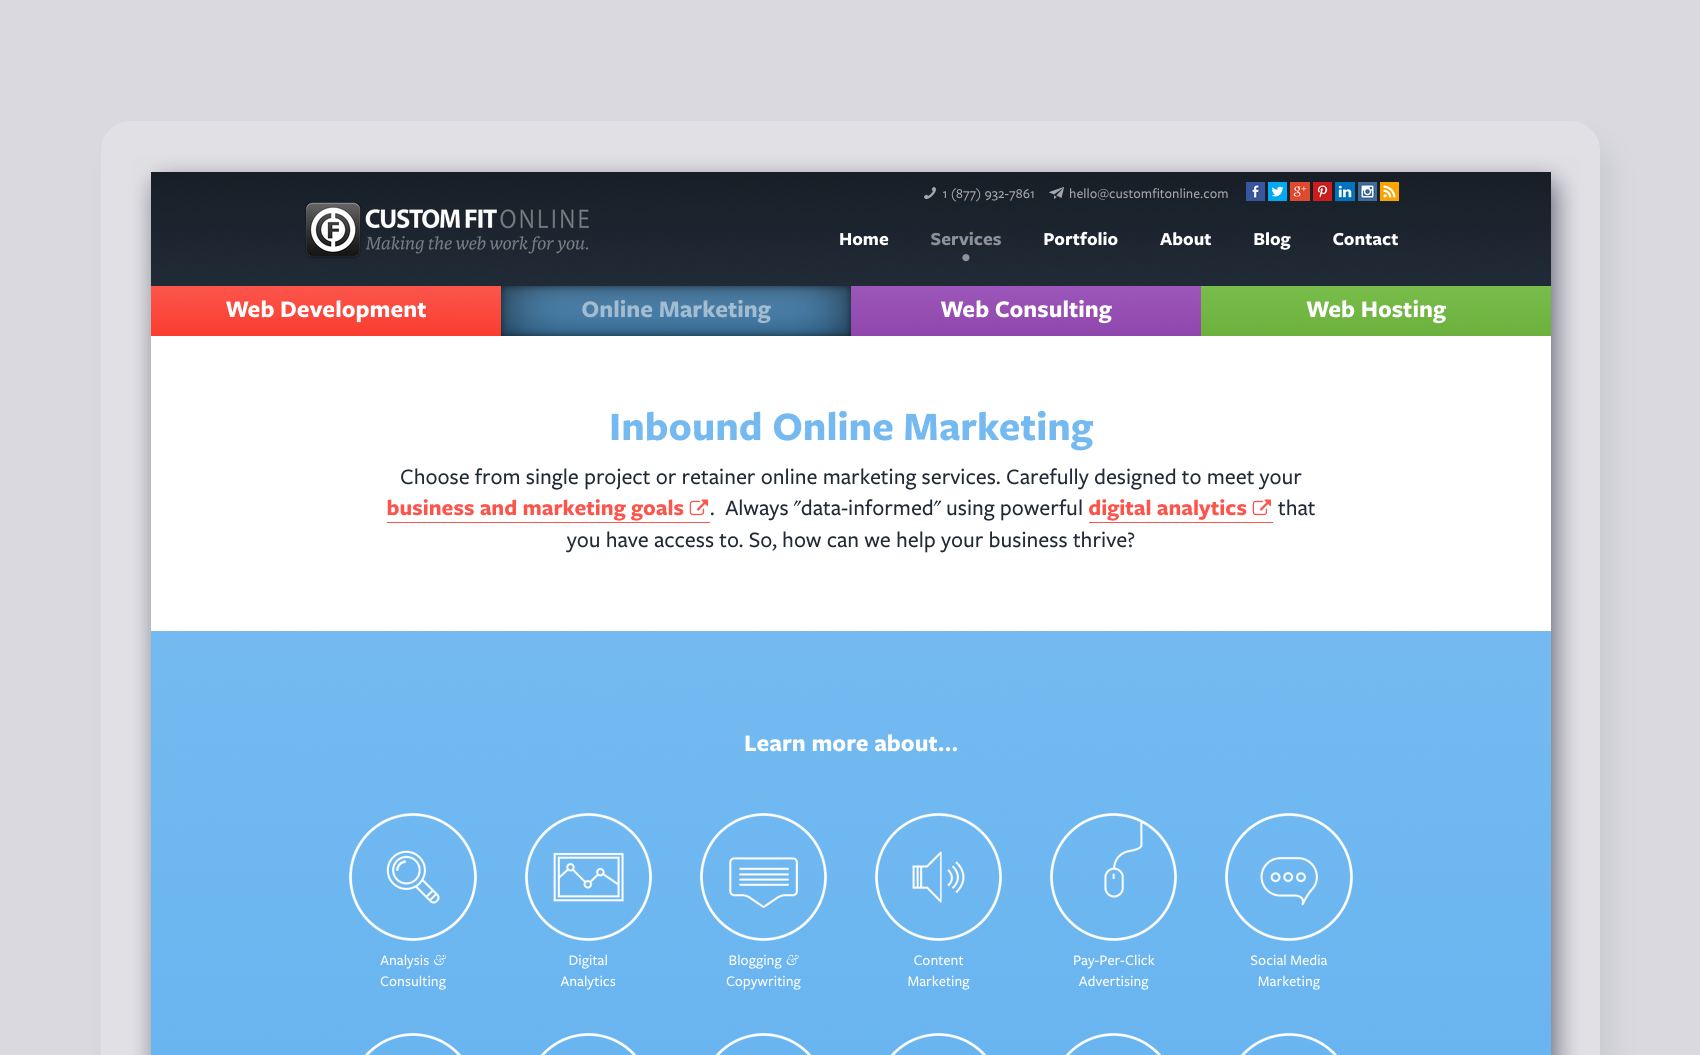 1 (877) 932-7861 hello@customfitonline.com
CUSTOM FIT ONLINE
Making the web work for you.
Home Services Portfolio About Blog Contact
Web Development Online Marketing Web Consulting Web Hosting
Inbound Online Marketing
Choose from single project or retainer online marketing services. Carefully designed to meet your
business and marketing goals. Always "data-informed" using powerful digital analytics that
you have access to. So, how can we help your business thrive?
Learn more about...
Analysis &
Consulting
Digital
Analytics
Blogging &
Copywriting
Content
Marketing
Pay-Per-Click
Advertising
Social Media
Marketing